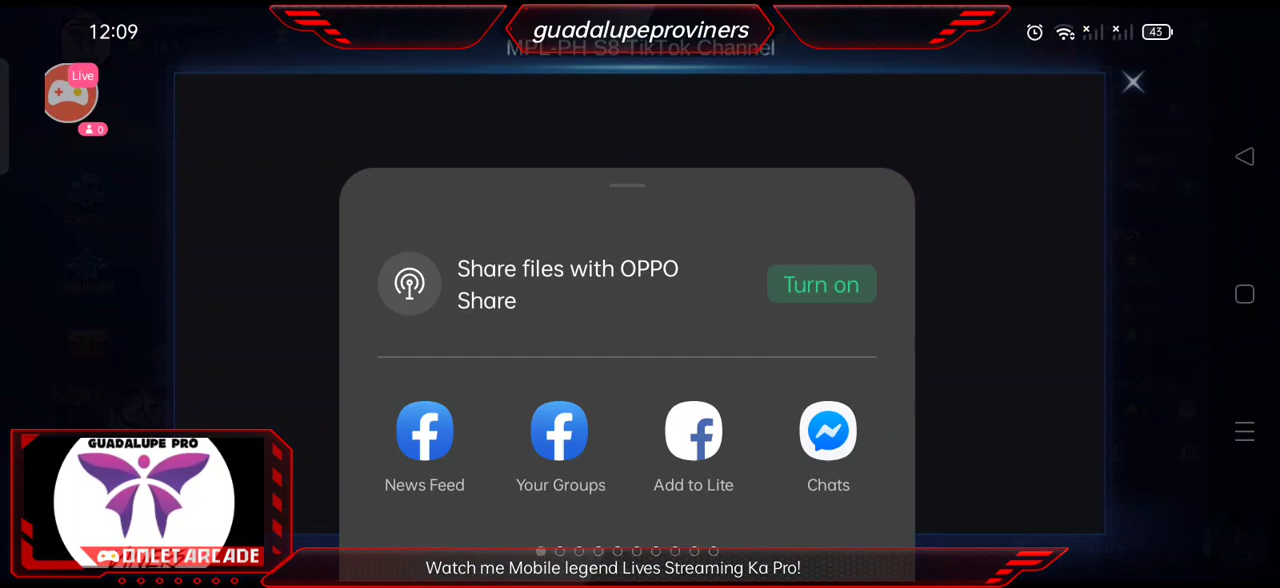 12:09
guadalupeproviners
43
MPL-PH S8 TikTok Channel
Live
0
Share files with OPPO
Share
Turn on
News Feed
Your Groups
Add to Lite
Chats
GUADALUPE PRO
OMLET ARCADE
Watch me Mobile legend Lives Streaming Ka Pro!